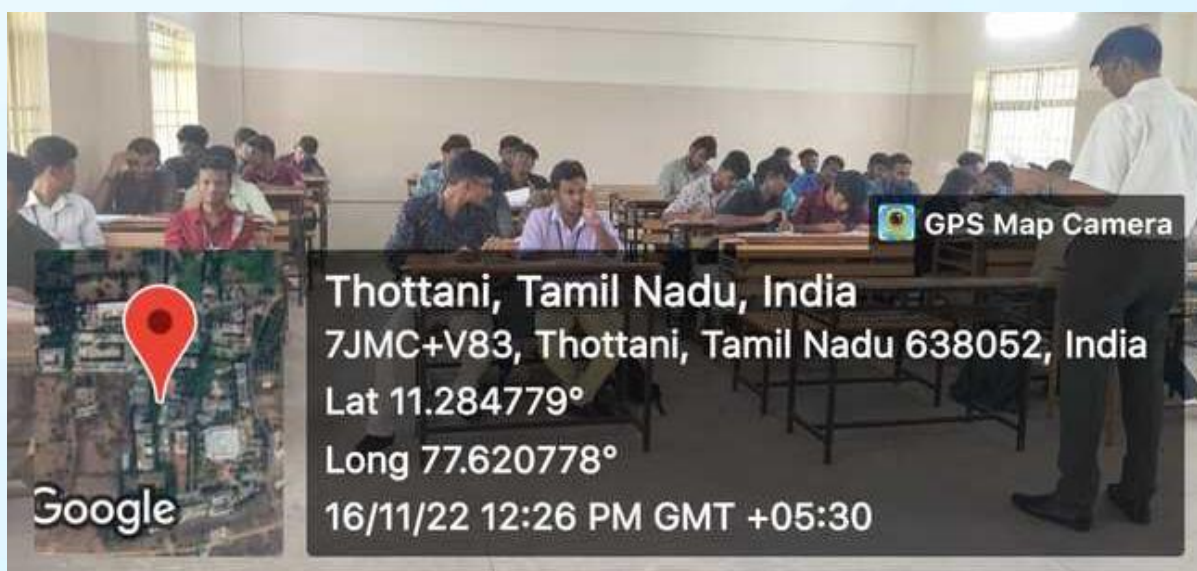 GPS Map Camera
Thottani, Tamil Nadu, India
7JMC+V83, Thottani, Tamil Nadu 638052, India
Lat 11.284779°
Long 77.620778°
16/11/22 12:26 PM GMT +05:30
Google